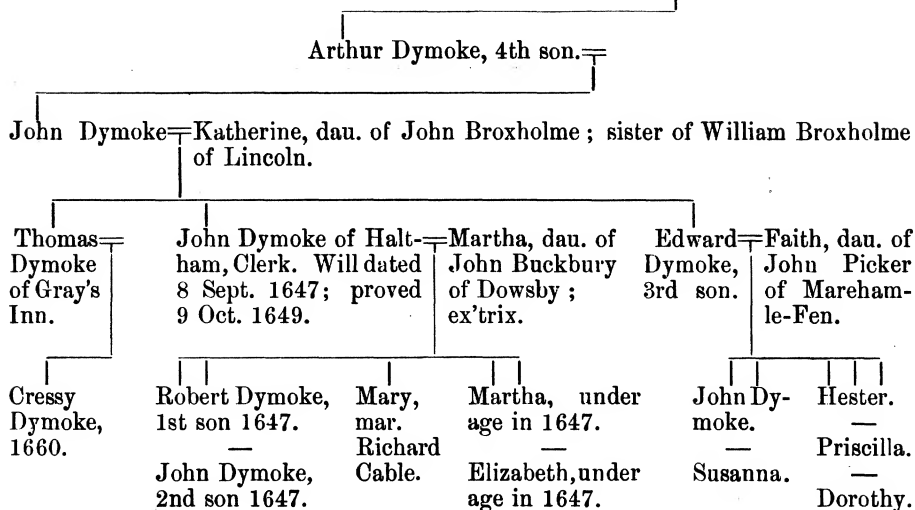 Arthur Dymoke, 4th son.
John Dymoke Katherine, dau. of John Broxholme ; sister of William Broxholme
of Lincoln.
Thomas
Dymoke
of Gray's
Inn.
John Dymoke of Halt-
ham, Clerk. Will dated
8 Sept. 1647; proved
9 Oct. 1649.
Martha, dau. of
John Buckbury
of Dowsby ;
ex'trix.
Edward
Dymoke,
3rd son.
Faith, dau. of
John Picker
of Mareham-
le-Fen.
Cressy
Dymoke,
1660.
Robert Dymoke,
1st son 1647.
—
John Dymoke,
2nd son 1647.
Mary,
mar.
Richard
Cable.
Martha, under
age in 1647.
—
Elizabeth, under
age in 1647.
John Dy-
moke.
—
Susanna.
Hester.
—
Priscilla.
—
Dorothy.